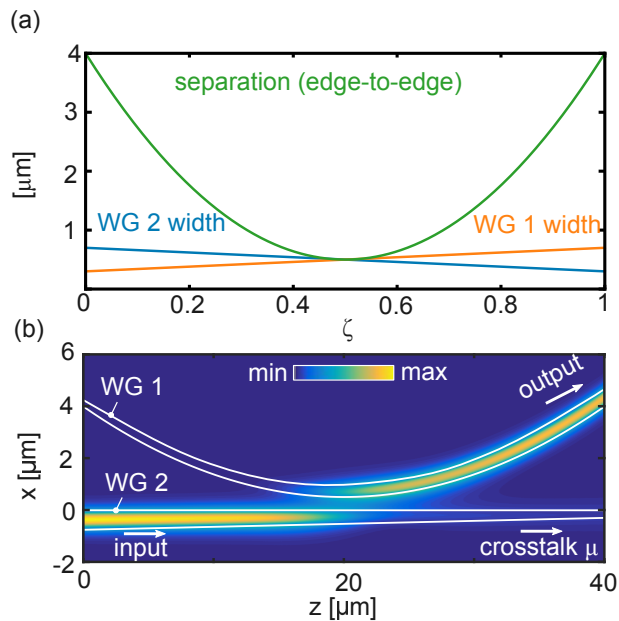 (a)
4
3
2
1
[μm]
separation (edge-to-edge)
WG 2 width
WG 1 width
0
0.2
0.4
0.6
0.8
1
ζ
(b)
6
4
2
0
-2
x [μm]
min
max
WG 1
WG 2
output
input
crosstalk μ
0
20
40
z [μm]